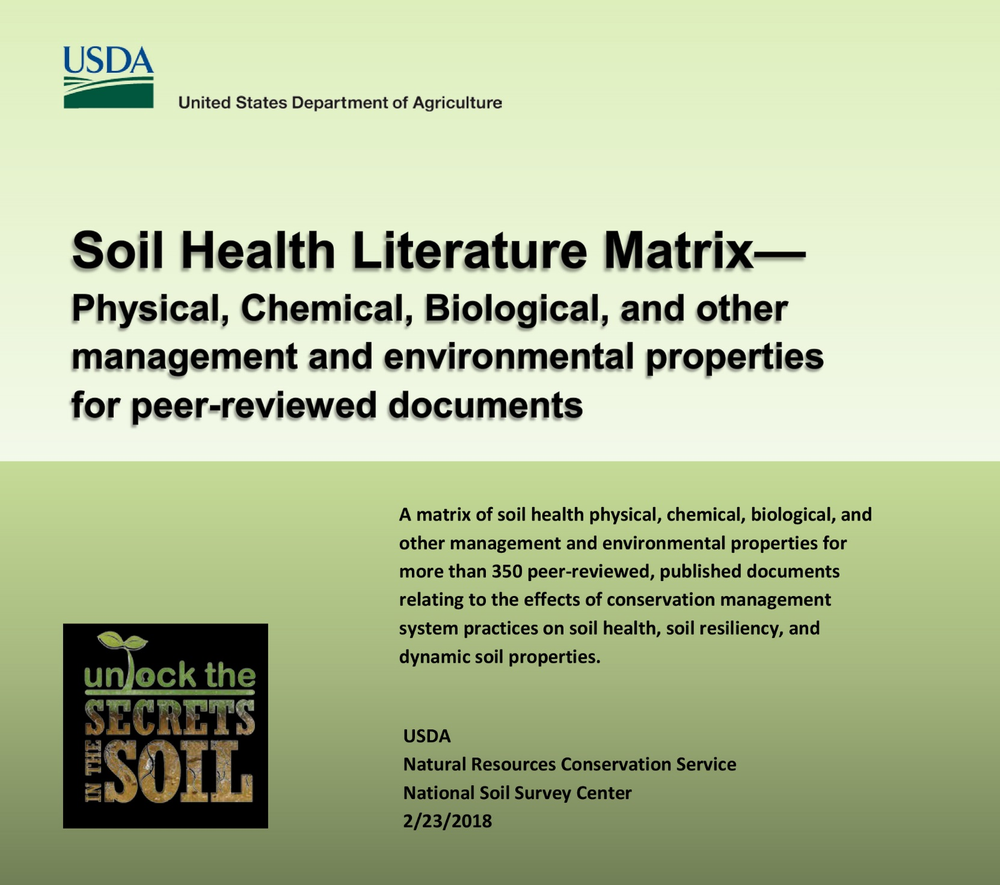 USDA
United States Department of Agriculture
Soil Health Literature Matrix—
Physical, Chemical, Biological, and other
management and environmental properties
for peer-reviewed documents
A matrix of soil health physical, chemical, biological, and
other management and environmental properties for
more than 350 peer-reviewed, published documents
relating to the effects of conservation management
system practices on soil health, soil resiliency, and
dynamic soil properties.
unlock the
SECRETS
IN THE
SOIL
USDA
Natural Resources Conservation Service
National Soil Survey Center
2/23/2018